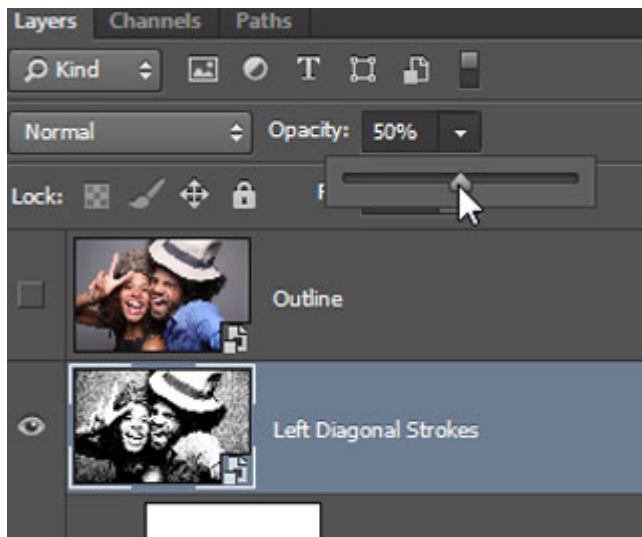 Layers Channels Paths
Kind
Normal Opacity: 50%
Lock:
Outline
Left Diagonal Strokes